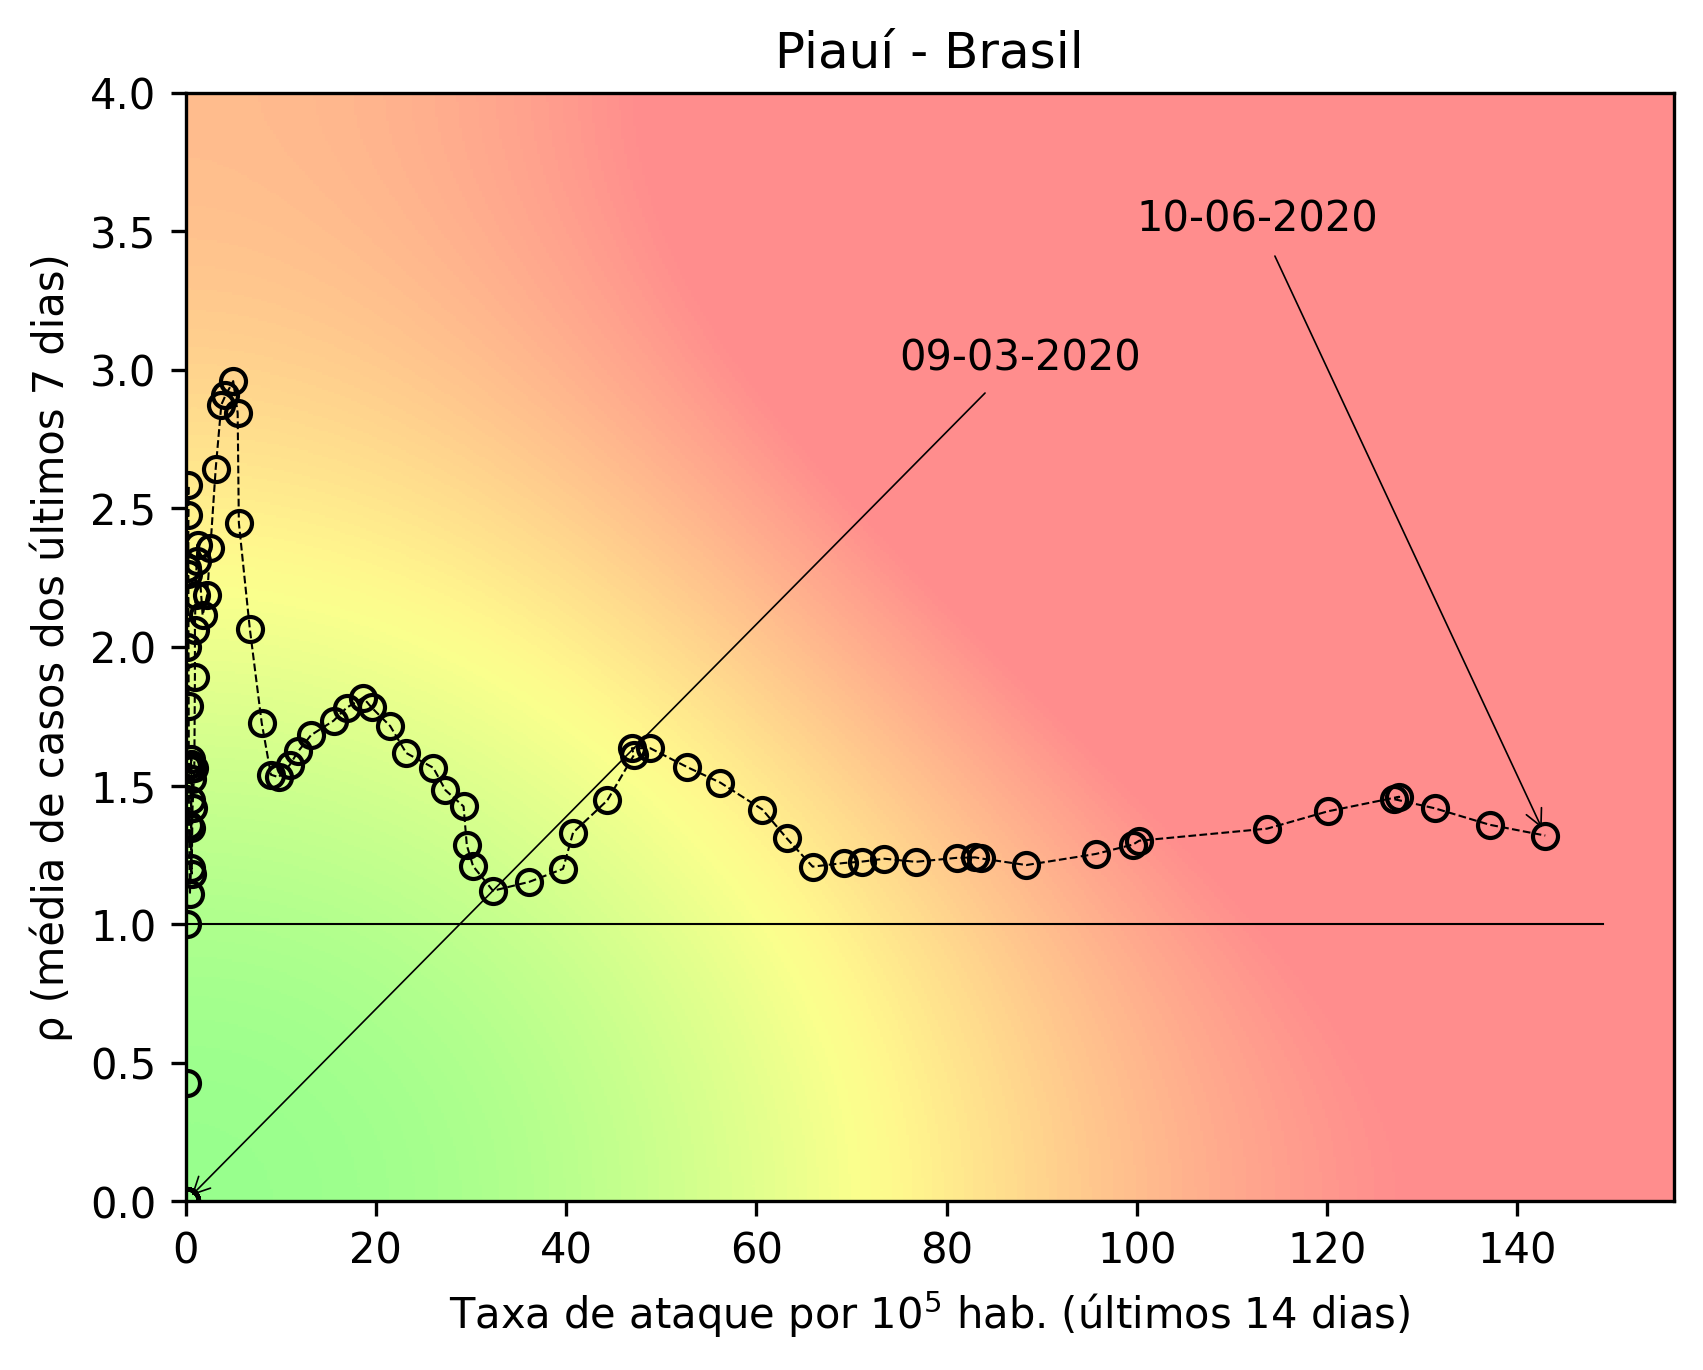 Piauí - Brasil
4.0
3.5
3.0
2.5
2.0
1.5
1.0
0.5
0.0
ρ (média de casos dos últimos 7 dias)
10-06-2020
09-03-2020
0 20 40 60 80 100 120 140
Taxa de ataque por 10⁵ hab. (últimos 14 dias)